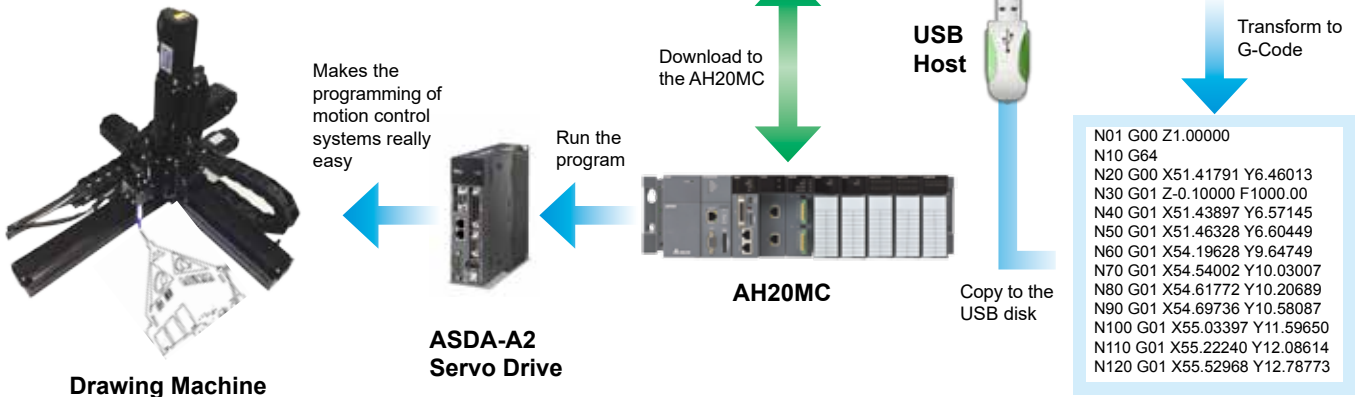 Transform to
G-Code
USB
Host
Download to
the AH20MC
Makes the
programming of
motion control
systems really
easy
Run the
program
N01 G00 Z1.00000
N10 G64
N20 G00 X51.41791 Y6.46013
N30 G01 Z-0.10000 F1000.00
N40 G01 X51.43897 Y6.57145
N50 G01 X51.46328 Y6.60449
N60 G01 X54.19628 Y9.64749
N70 G01 X54.54002 Y10.03007
N80 G01 X54.61772 Y10.20689
N90 G01 X54.69736 Y10.58087
N100 G01 X55.03397 Y11.59650
N110 G01 X55.22240 Y12.08614
N120 G01 X55.52968 Y12.78773
AH20MC
Copy to the
USB disk
ASDA-A2
Servo Drive
Drawing Machine